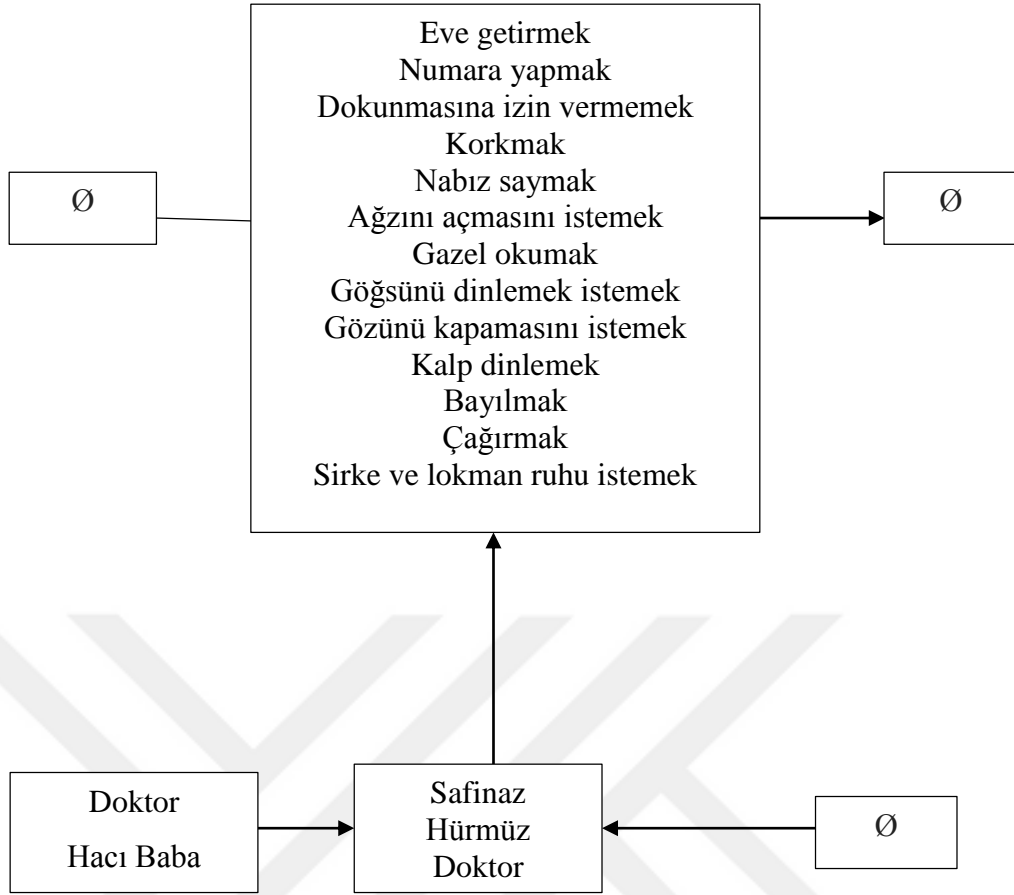 Eve getirmek
Numara yapmak
Dokunmasına izin vermemek
Korkmak
Nabız saymak
Ağzını açmasını istemek
Gazel okumak
Göğsünü dinlemek istemek
Gözünü kapamasını istemek
Kalp dinlemek
Bayılmak
Çağırmak
Sirke ve lokman ruhu istemek
Ø
Ø
Doktor
Hacı Baba
Safinaz
Hürmüz
Doktor
Ø